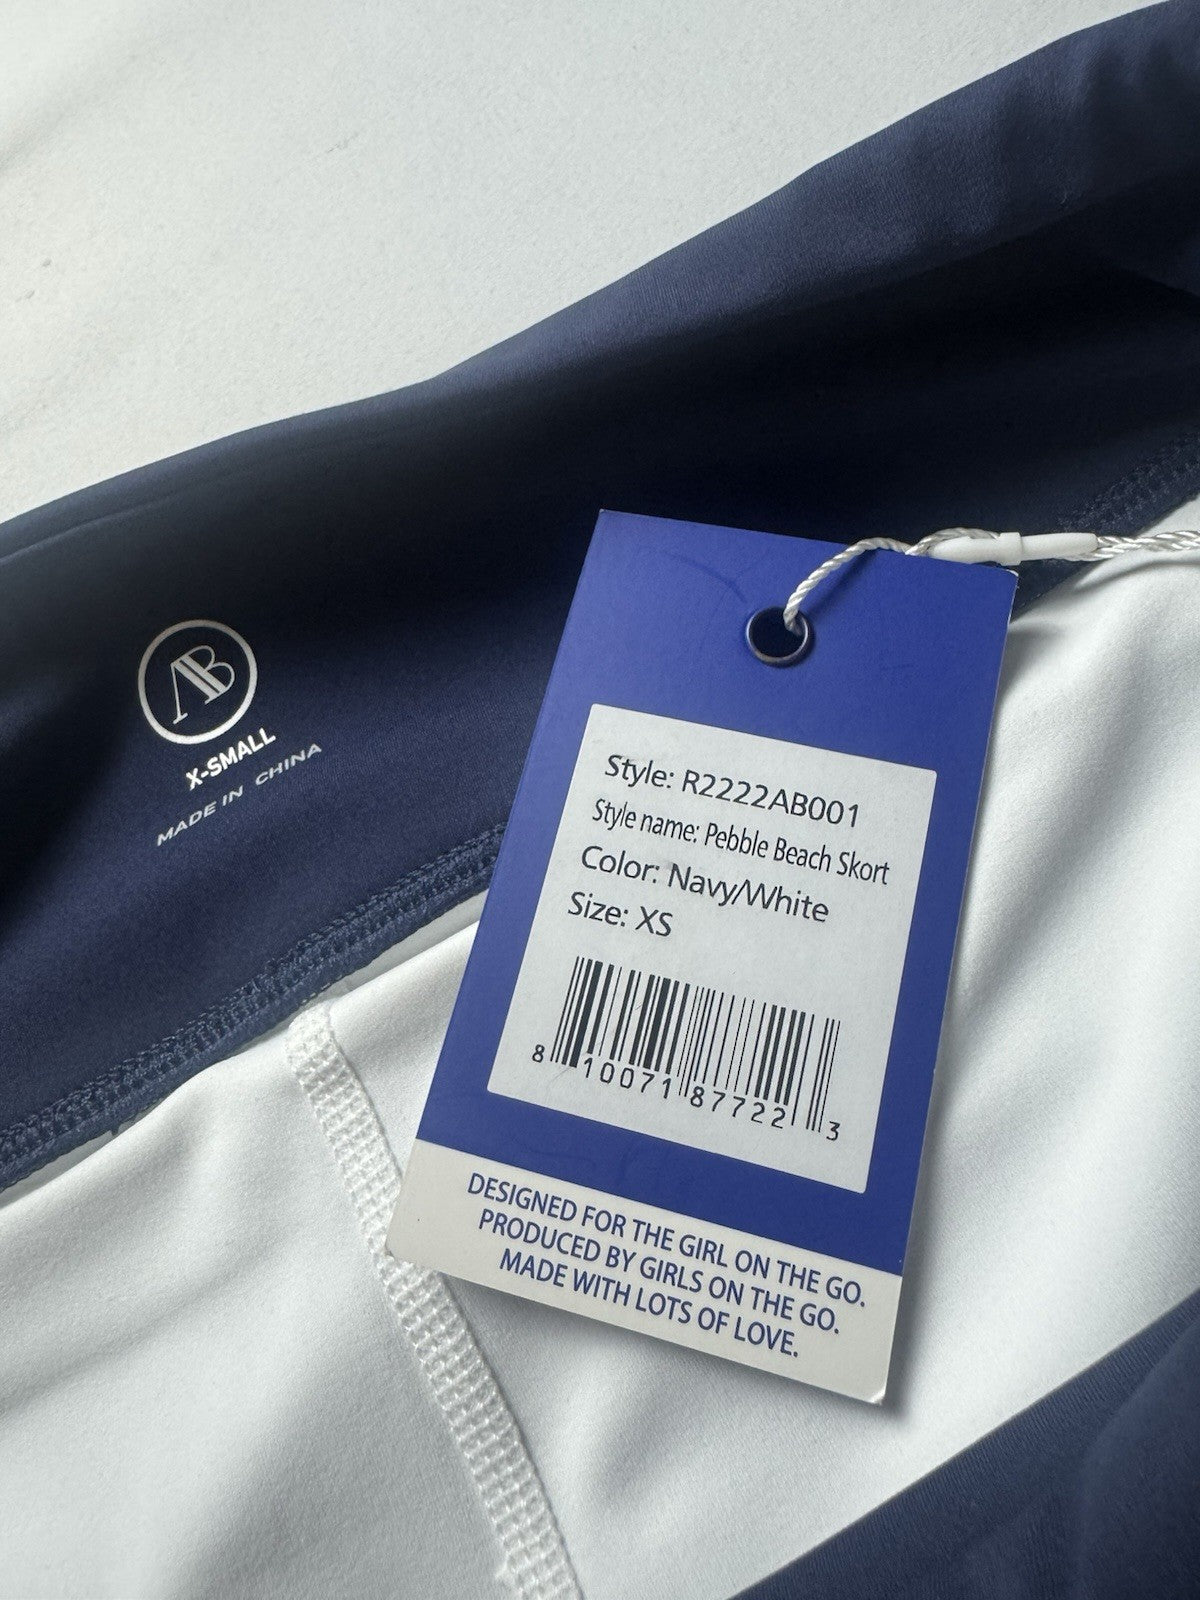 AB
X-SMALL
MADE IN CHINA
Style: R2222AB001
Style name: Pebble Beach Skort
Color: Navy/White
Size: XS
8 10071 87722 3
DESIGNED FOR THE GIRL ON THE GO.
PRODUCED BY GIRLS ON THE GO.
MADE WITH LOTS OF LOVE.